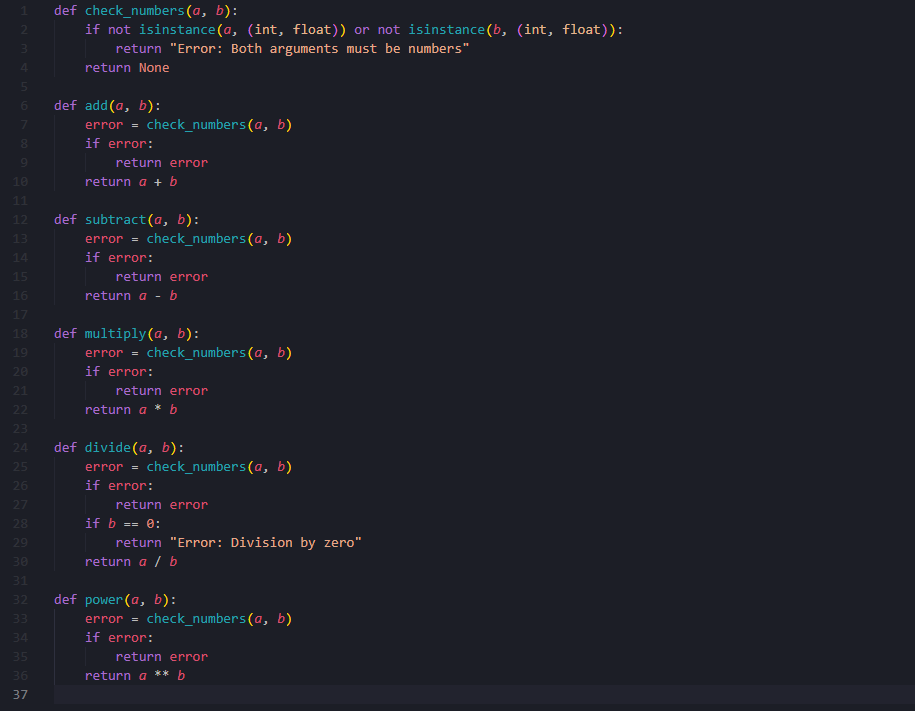 1 def check_numbers(a, b):
2     if not isinstance(a, (int, float)) or not isinstance(b, (int, float)):
3         return "Error: Both arguments must be numbers"
4     return None
5
6 def add(a, b):
7     error = check_numbers(a, b)
8     if error:
9         return error
10     return a + b
11
12 def subtract(a, b):
13     error = check_numbers(a, b)
14     if error:
15         return error
16     return a - b
17
18 def multiply(a, b):
19     error = check_numbers(a, b)
20     if error:
21         return error
22     return a * b
23
24 def divide(a, b):
25     error = check_numbers(a, b)
26     if error:
27         return error
28     if b == 0:
29         return "Error: Division by zero"
30     return a / b
31
32 def power(a, b):
33     error = check_numbers(a, b)
34     if error:
35         return error
36     return a ** b
37